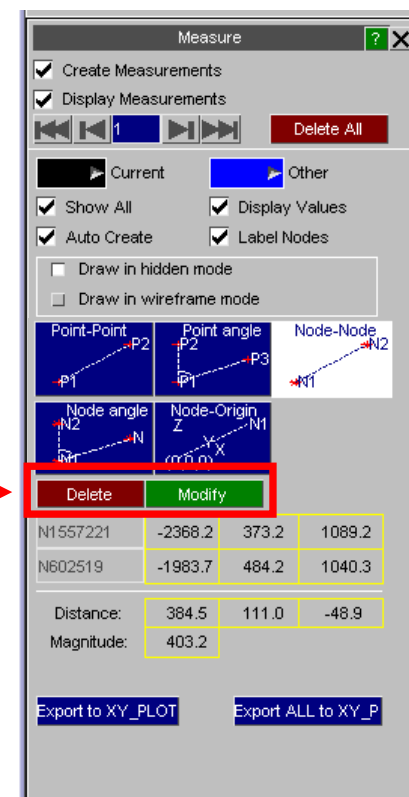 Measure ?
Create Measurements
Display Measurements
1 Delete All
Current Other
Show All Display Values
Auto Create Label Nodes
Draw in hidden mode
Draw in wireframe mode
Point-Point Point angle Node-Node
P2 P2 N2
P3
P1 P1 N1
Node angle Node-Origin
N2 Z N1
N Y X
N1 (0,0,0)
Delete Modify
N1557221 -2368.2 373.2 1089.2
N602519 -1983.7 484.2 1040.3
Distance: 384.5 111.0 -48.9
Magnitude: 403.2
Export to XY_PLOT Export ALL to XY_P